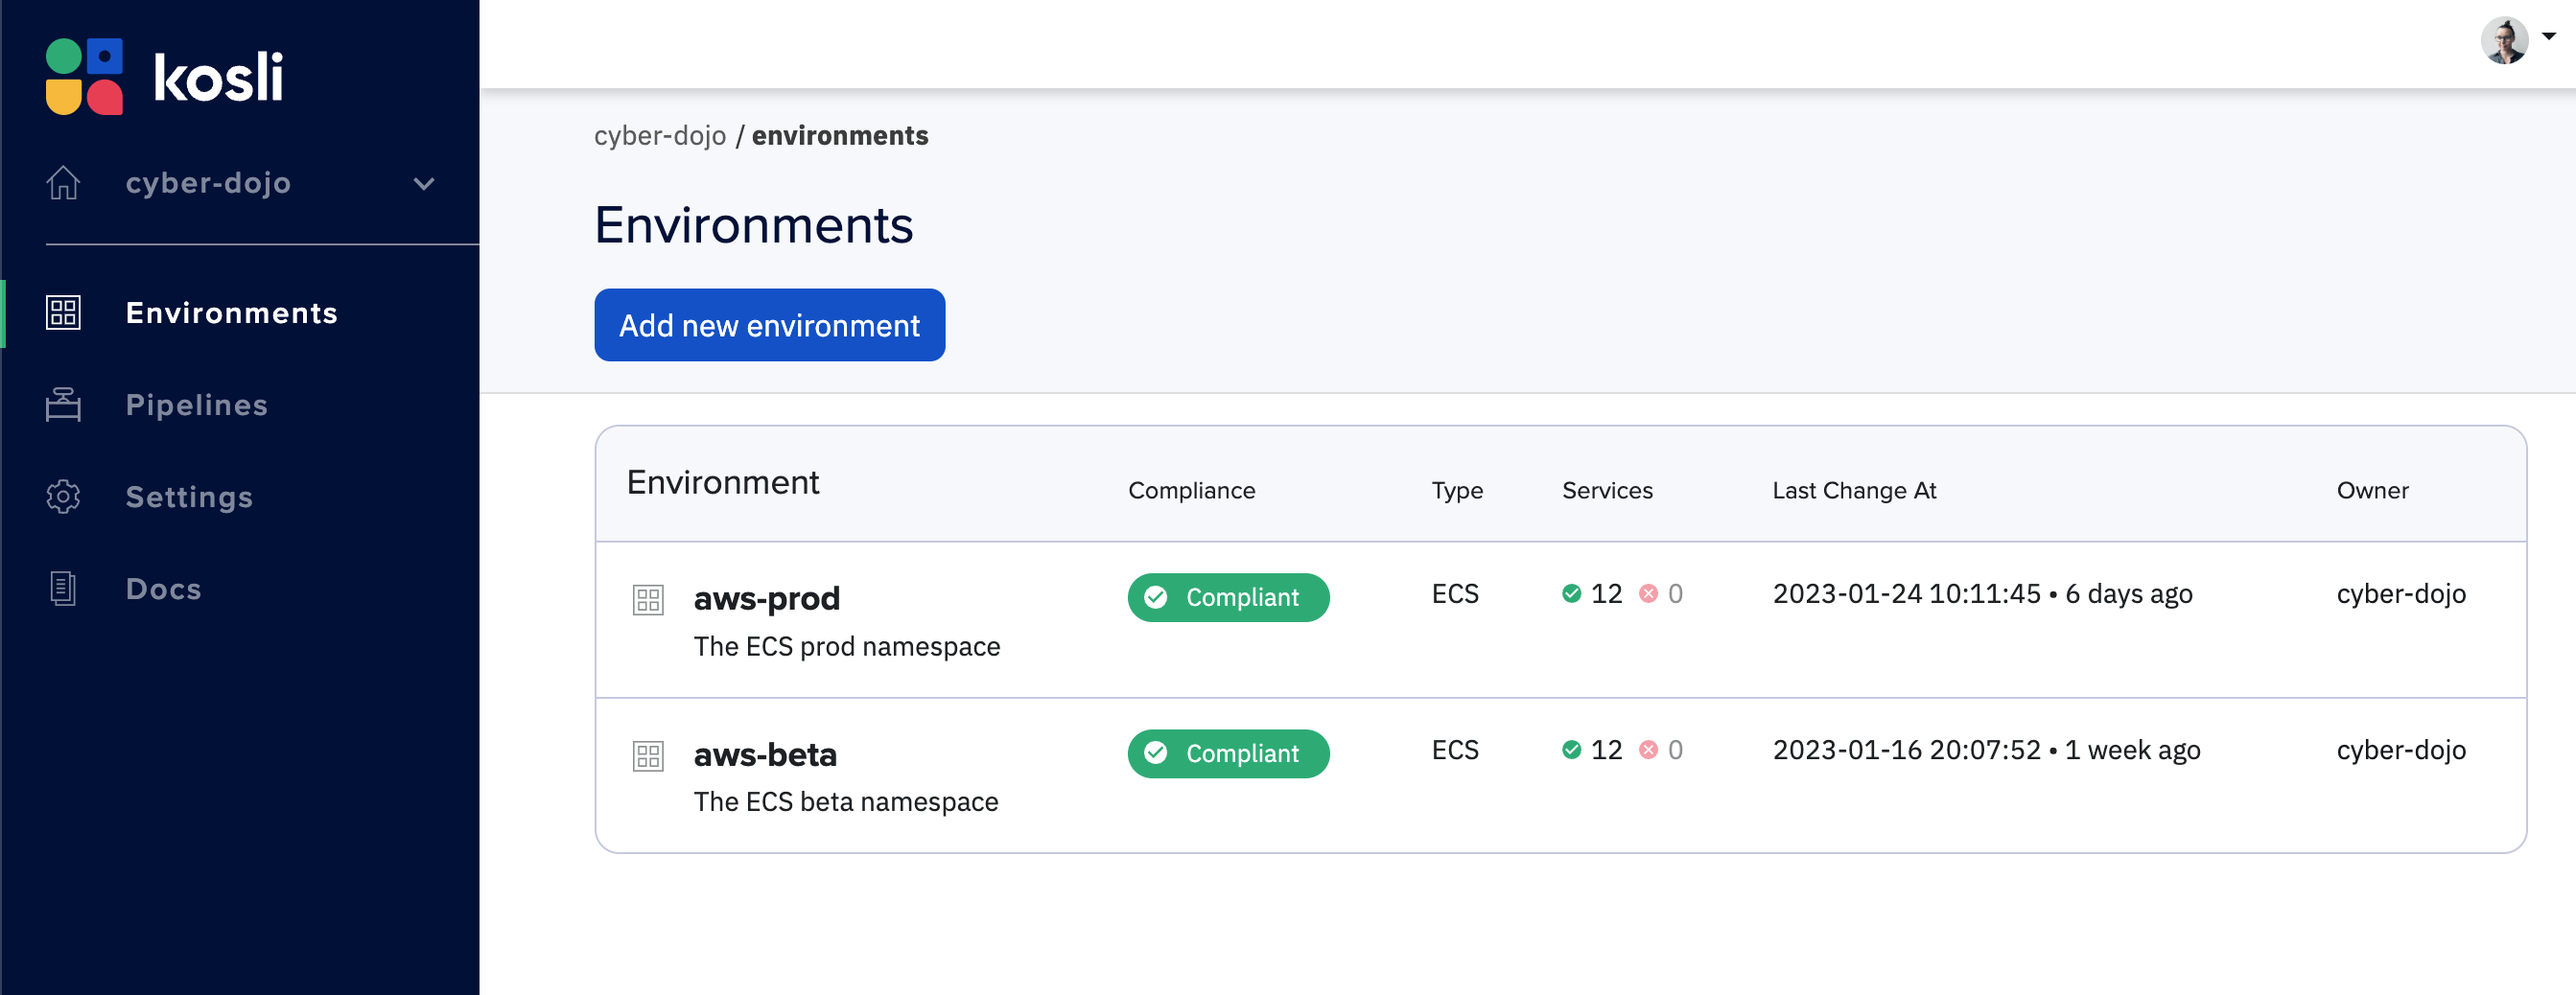 kosli
cyber-dojo
Environments
Pipelines
Settings
Docs
cyber-dojo / environments
Environments
Add new environment
Environment Compliance Type Services Last Change At Owner
aws-prod Compliant ECS 12 0 2023-01-24 10:11:45 • 6 days ago cyber-dojo
The ECS prod namespace
aws-beta Compliant ECS 12 0 2023-01-16 20:07:52 • 1 week ago cyber-dojo
The ECS beta namespace